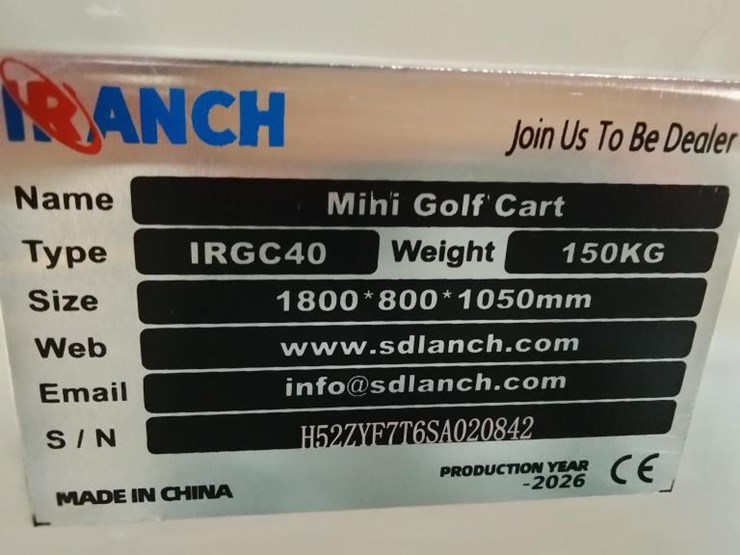 IRANCH
Join Us To Be Dealer
Name Mini Golf Cart
Type IRGC40 Weight 150KG
Size 1800*800*1050mm
Web www.sdlanch.com
Email info@sdlanch.com
S/N H52ZYF7T6SA020842
PRODUCTION YEAR
-2026
CE
MADE IN CHINA